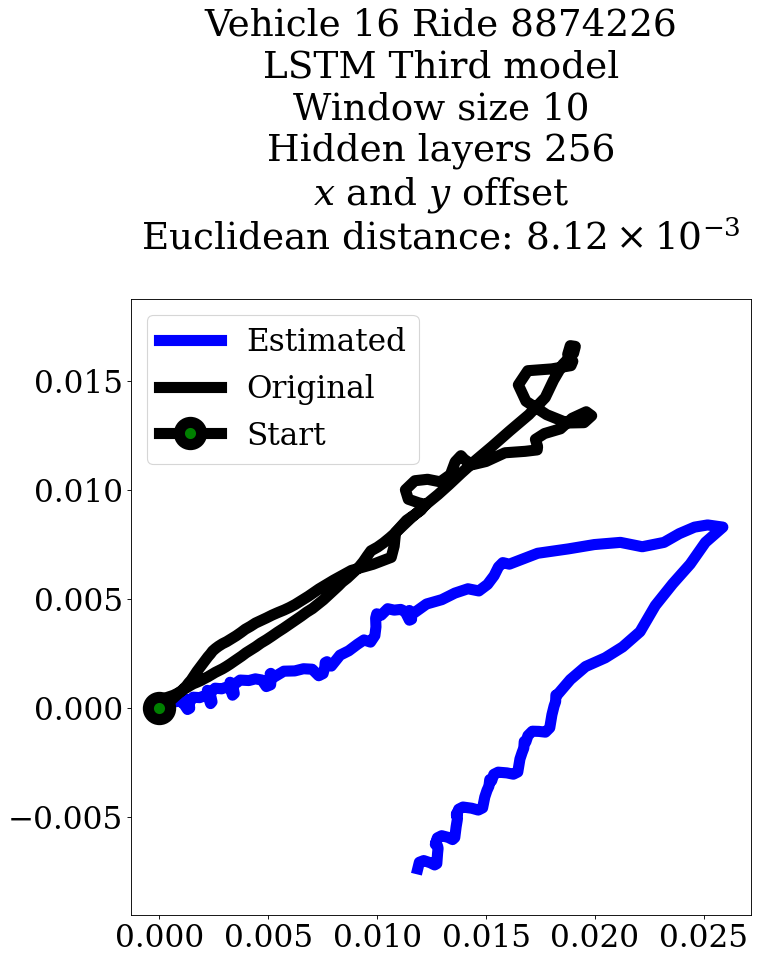 Vehicle 16 Ride 8874226
LSTM Third model
Window size 10
Hidden layers 256
x and y offset
Euclidean distance: 8.12 × 10⁻³
Estimated
Original
Start
0.015
0.010
0.005
0.000
−0.005
0.000 0.005 0.010 0.015 0.020 0.025